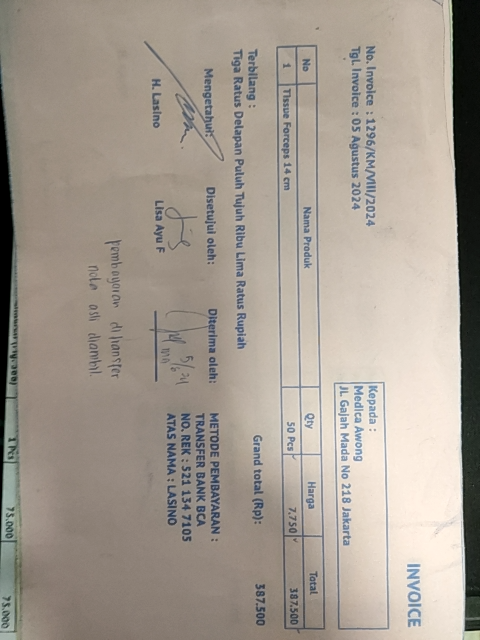 INVOICE
No. Invoice : 1296/KM/VIII/2024
Tgl. Invoice : 05 Agustus 2024
Kepada :
Medica Awong
JL Gajah Mada No 218 Jakarta
No Nama Produk Qty Harga Total
1 Tissue Forceps 14 cm 50 Pcs 7.750 387.500
Grand total (Rp): 387.500
Terbilang :
Tiga Ratus Delapan Puluh Tujuh Ribu Lima Ratus Rupiah
Mengetahui: Disetujui oleh: Diterima oleh:
H. Lasino Lisa Ayu F
METODE PEMBAYARAN :
TRANSFER BANK BCA
NO. REK : 521 134 7105
ATAS NAMA : LASINO
pembayaran ditransfer
nota asli diambil.
1 Pcs 75.000 75.000